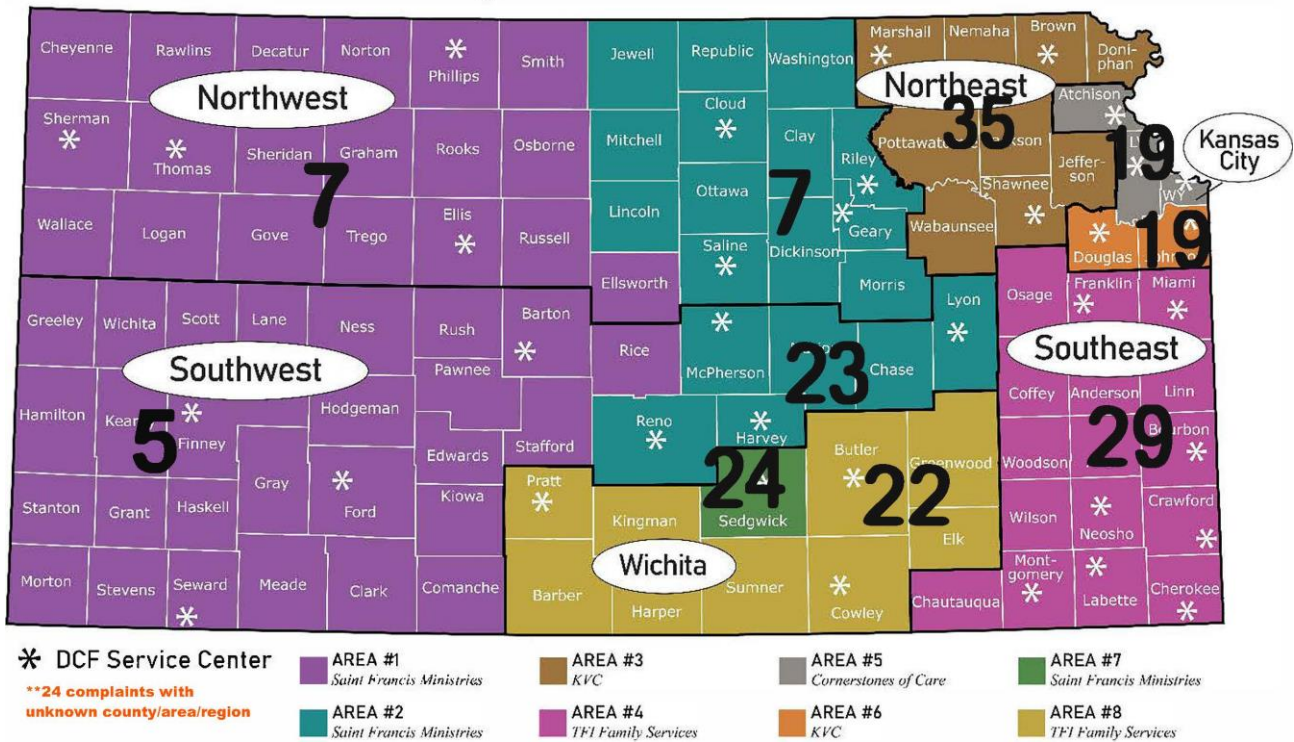 Cheyenne
Rawlins
Decatur
Norton
Phillips
Smith
Jewell
Republic
Washington
Marshall
Nemaha
Brown
Doni-
phan
Northwest
Northeast
35
Atchison
Kansas
City
19
Sherman
Thomas
Sheridan
Graham
Rooks
Osborne
Mitchell
Cloud
Clay
Riley
Jeffer-
son
7
7
Wallace
Logan
Gove
Trego
Ellis
Russell
Lincoln
Ottawa
Saline
Dickinson
Geary
Wabaunsee
Shawnee
WY
Douglas
19
Ellsworth
Morris
Lyon
Osage
Franklin
Miami
Greeley
Wichita
Scott
Lane
Ness
Rush
Barton
Rice
McPherson
Chase
Southwest
Southeast
23
Pawnee
Hamilton
Finney
Hodgeman
Edwards
Stafford
Reno
Harvey
Coffey
Anderson
Linn
5
29
Bourbon
Stanton
Grant
Haskell
Gray
Ford
Kiowa
Pratt
Kingman
24
Sedgwick
Butler
22
Greenwood
Elk
Woodson
Wilson
Neosho
Crawford
Morton
Stevens
Seward
Meade
Clark
Comanche
Barber
Wichita
Harper
Sumner
Cowley
Chautauqua
Mont-
gomery
Labette
Cherokee
* DCF Service Center
**24 complaints with
unknown county/area/region
AREA #1
Saint Francis Ministries
AREA #2
Saint Francis Ministries
AREA #3
KVC
AREA #4
TFI Family Services
AREA #5
Cornerstones of Care
AREA #6
KVC
AREA #7
Saint Francis Ministries
AREA #8
TFI Family Services